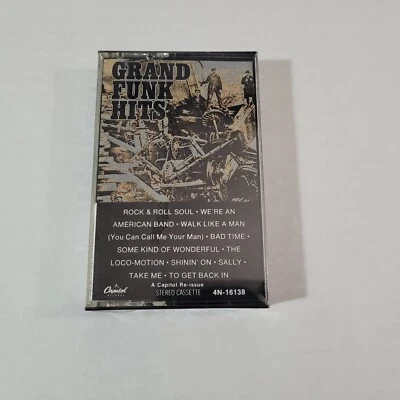 GRAND
FUNK
HITS
ROCK & ROLL SOUL • WE'RE AN
AMERICAN BAND • WALK LIKE A MAN
(You Can Call Me Your Man) • BAD TIME •
SOME KIND OF WONDERFUL • THE
LOCO-MOTION • SHININ' ON • SALLY •
TAKE ME • TO GET BACK IN
A Capitol Re-issue
Capitol
RECORDS
STEREO CASSETTE 4N-16138